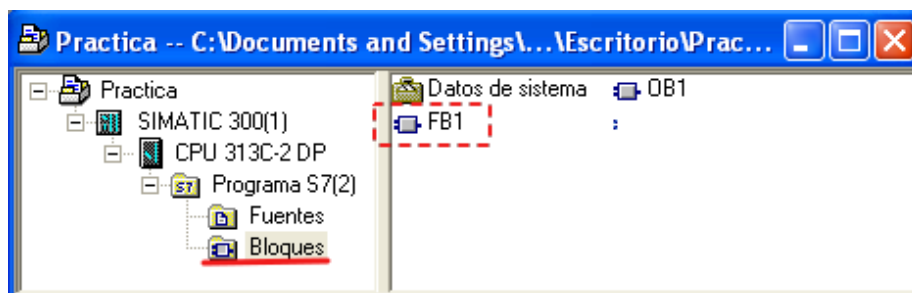 Practica -- C:\Documents and Settings\...\Escritorio\Prac...
Practica
SIMATIC 300(1)
CPU 313C-2 DP
Programa S7(2)
S7
Fuentes
Bloques
Datos de sistema
OB1
FB1